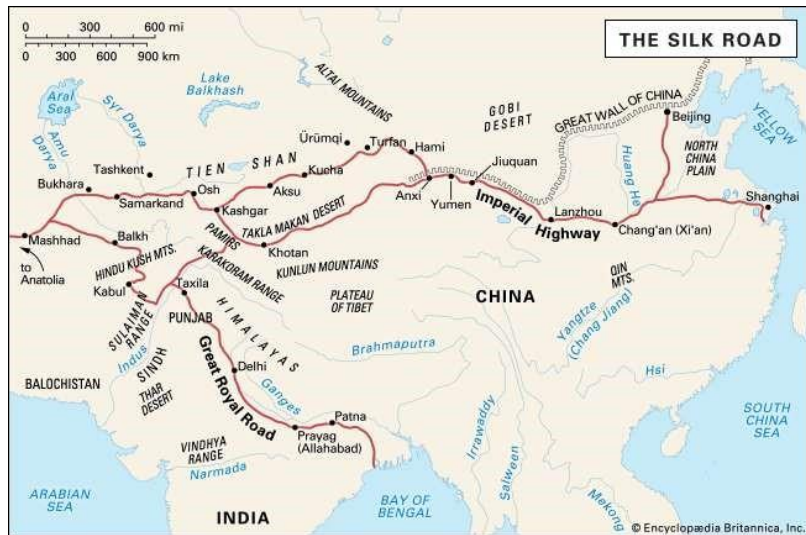 THE SILK ROAD
0 300 600 mi
0 300 600 900 km
Aral
Sea
Syr Darya
Amu
Darya
Lake
Balkhash
ALTAI MOUNTAINS
GOBI
DESERT
GREAT WALL OF CHINA
Beijing
YELLOW
SEA
NORTH
CHINA
PLAIN
Huang He
Ürümqi
Turfan
Hami
Tashkent
TIEN SHAN
Kucha
Jiuquan
Bukhara
Osh
Aksu
Samarkand
Kashgar
Anxi
Yumen
Imperial Highway
Lanzhou
Shanghai
Chang'an (Xi'an)
TAKLA MAKAN DESERT
Mashhad
Balkh
PAMIRS
Khotan
to
Anatolia
HINDU KUSH MTS.
KARAKORAM RANGE
KUNLUN MOUNTAINS
QIN
MTS.
Kabul
Taxila
PLATEAU
OF TIBET
CHINA
Yangtze
(Chang Jiang)
SULAIMAN
RANGE
PUNJAB
HIMALAYAS
Indus
Brahmaputra
SINDH
Great Royal Road
Delhi
Hsi
BALOCHISTAN
THAR
DESERT
Ganges
Patna
Prayag
(Allahabad)
SOUTH
CHINA
SEA
VINDHYA
RANGE
Narmada
Irrawaddy
Salween
ARABIAN
SEA
BAY OF
BENGAL
Mekong
INDIA
© Encyclopædia Britannica, Inc.